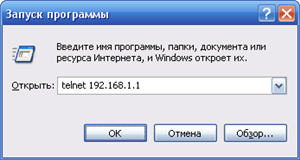 Запуск программы
Введите имя программы, папки, документа или
ресурса Интернета, и Windows откроет их.
Открыть: telnet 192.168.1.1
ОК Отмена Обзор...